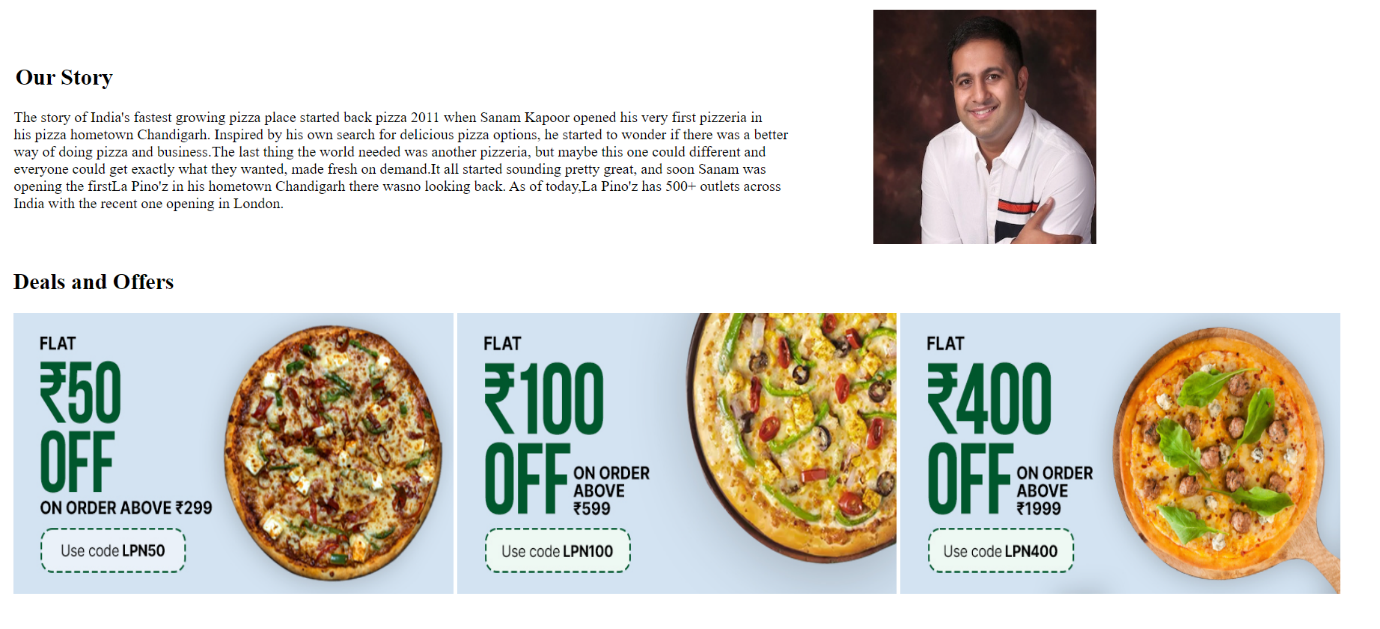 Our Story
The story of India's fastest growing pizza place started back pizza 2011 when Sanam Kapoor opened his very first pizzeria in
his pizza hometown Chandigarh. Inspired by his own search for delicious pizza options, he started to wonder if there was a better
way of doing pizza and business.The last thing the world needed was another pizzeria, but maybe this one could different and
everyone could get exactly what they wanted, made fresh on demand.It all started sounding pretty great, and soon Sanam was
opening the firstLa Pino'z in his hometown Chandigarh there wasno looking back. As of today,La Pino'z has 500+ outlets across
India with the recent one opening in London.
Deals and Offers
FLAT
₹50
OFF
ON ORDER ABOVE ₹299
Use code LPN50
FLAT
₹100
OFF
ON ORDER
ABOVE
₹599
Use code LPN100
FLAT
₹400
OFF
ON ORDER
ABOVE
₹1999
Use code LPN400